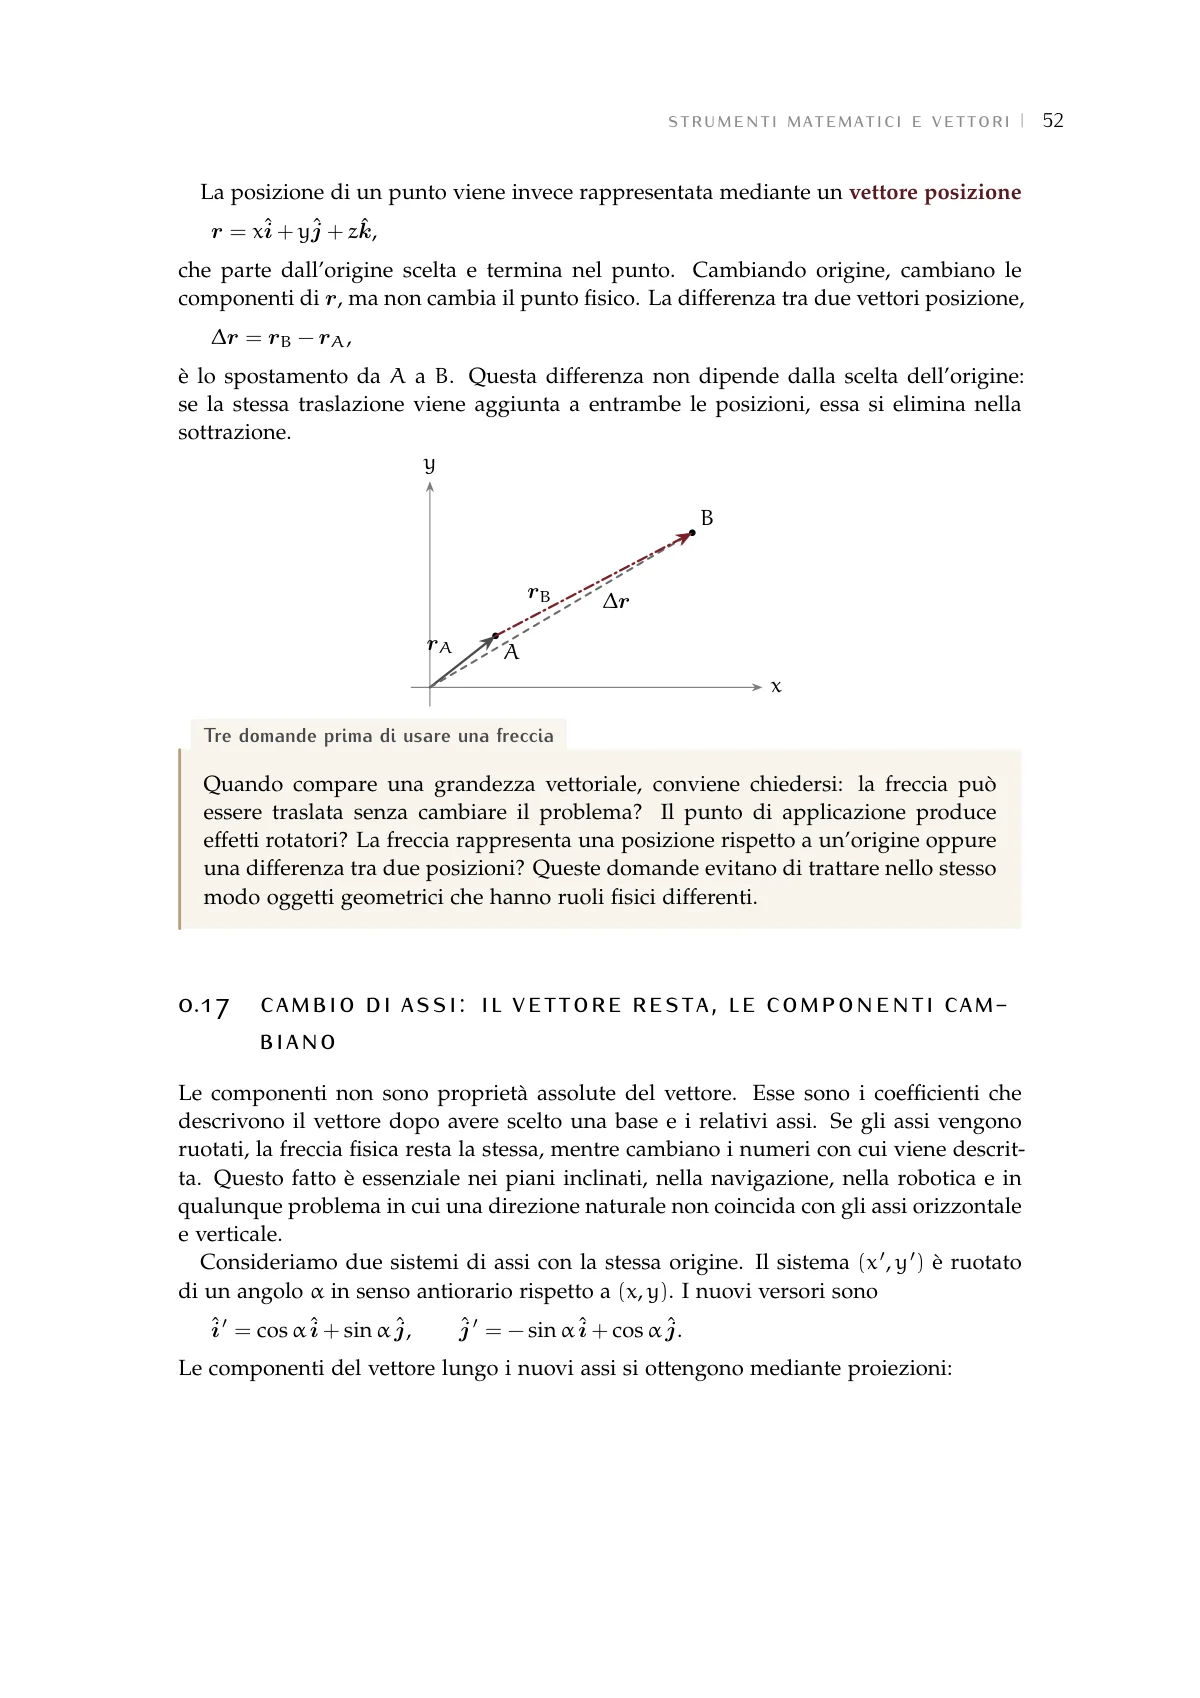 STRUMENTI MATEMATICI E VETTORI | 52
La posizione di un punto viene invece rappresentata mediante un vettore posizione
r = xî + yĵ + zk̂,
che parte dall'origine scelta e termina nel punto. Cambiando origine, cambiano le
componenti di r, ma non cambia il punto fisico. La differenza tra due vettori posizione,
Δr = r_B − r_A,
è lo spostamento da A a B. Questa differenza non dipende dalla scelta dell'origine:
se la stessa traslazione viene aggiunta a entrambe le posizioni, essa si elimina nella
sottrazione.
y
B
r_B
Δr
r_A
A
x
Tre domande prima di usare una freccia
Quando compare una grandezza vettoriale, conviene chiedersi: la freccia può
essere traslata senza cambiare il problema? Il punto di applicazione produce
effetti rotatori? La freccia rappresenta una posizione rispetto a un'origine oppure
una differenza tra due posizioni? Queste domande evitano di trattare nello stesso
modo oggetti geometrici che hanno ruoli fisici differenti.
0.17 CAMBIO DI ASSI: IL VETTORE RESTA, LE COMPONENTI CAM-
BIANO
Le componenti non sono proprietà assolute del vettore. Esse sono i coefficienti che
descrivono il vettore dopo avere scelto una base e i relativi assi. Se gli assi vengono
ruotati, la freccia fisica resta la stessa, mentre cambiano i numeri con cui viene descrit-
ta. Questo fatto è essenziale nei piani inclinati, nella navigazione, nella robotica e in
qualunque problema in cui una direzione naturale non coincida con gli assi orizzontale
e verticale.
Consideriamo due sistemi di assi con la stessa origine. Il sistema (x′, y′) è ruotato
di un angolo α in senso antiorario rispetto a (x, y). I nuovi versori sono
î′ = cos α î + sin α ĵ, ĵ′ = − sin α î + cos α ĵ.
Le componenti del vettore lungo i nuovi assi si ottengono mediante proiezioni: